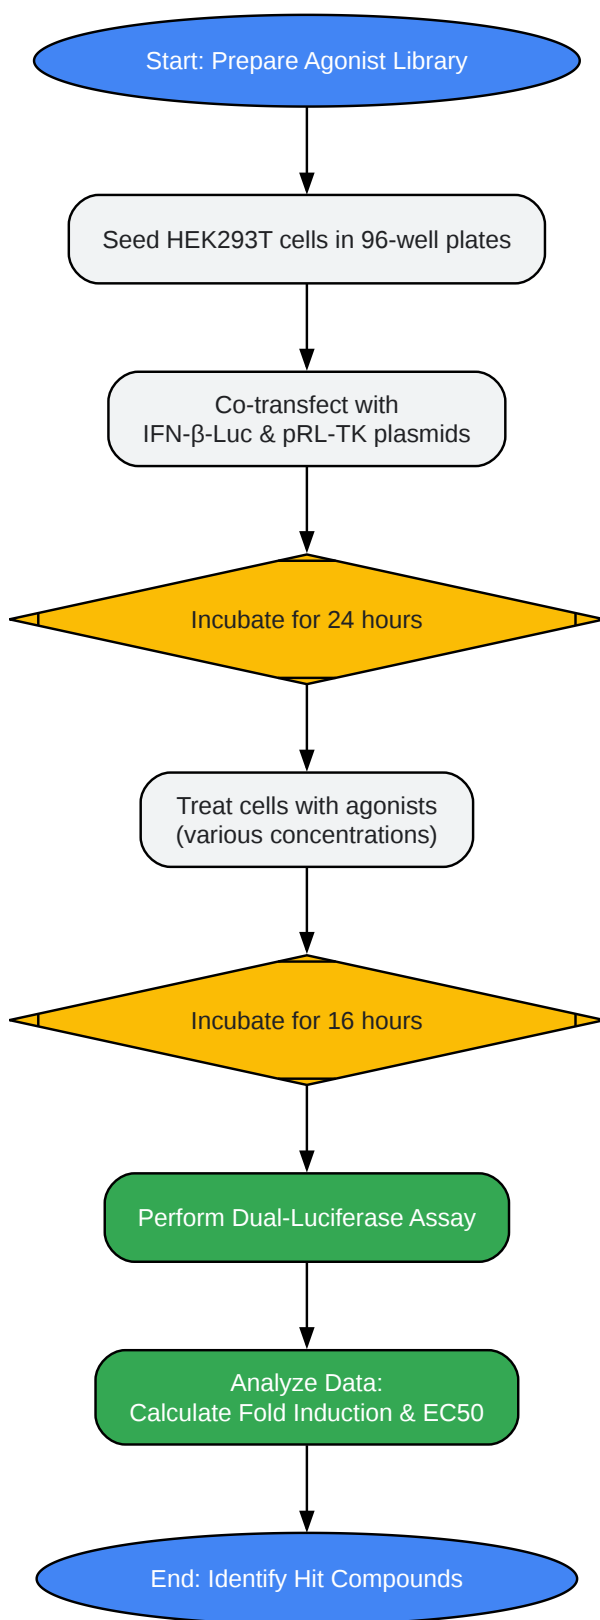 Start: Prepare Agonist Library
Seed HEK293T cells in 96-well plates
Co-transfect with
IFN-β-Luc & pRL-TK plasmids
Incubate for 24 hours
Treat cells with agonists
(various concentrations)
Incubate for 16 hours
Perform Dual-Luciferase Assay
Analyze Data:
Calculate Fold Induction & EC50
End: Identify Hit Compounds